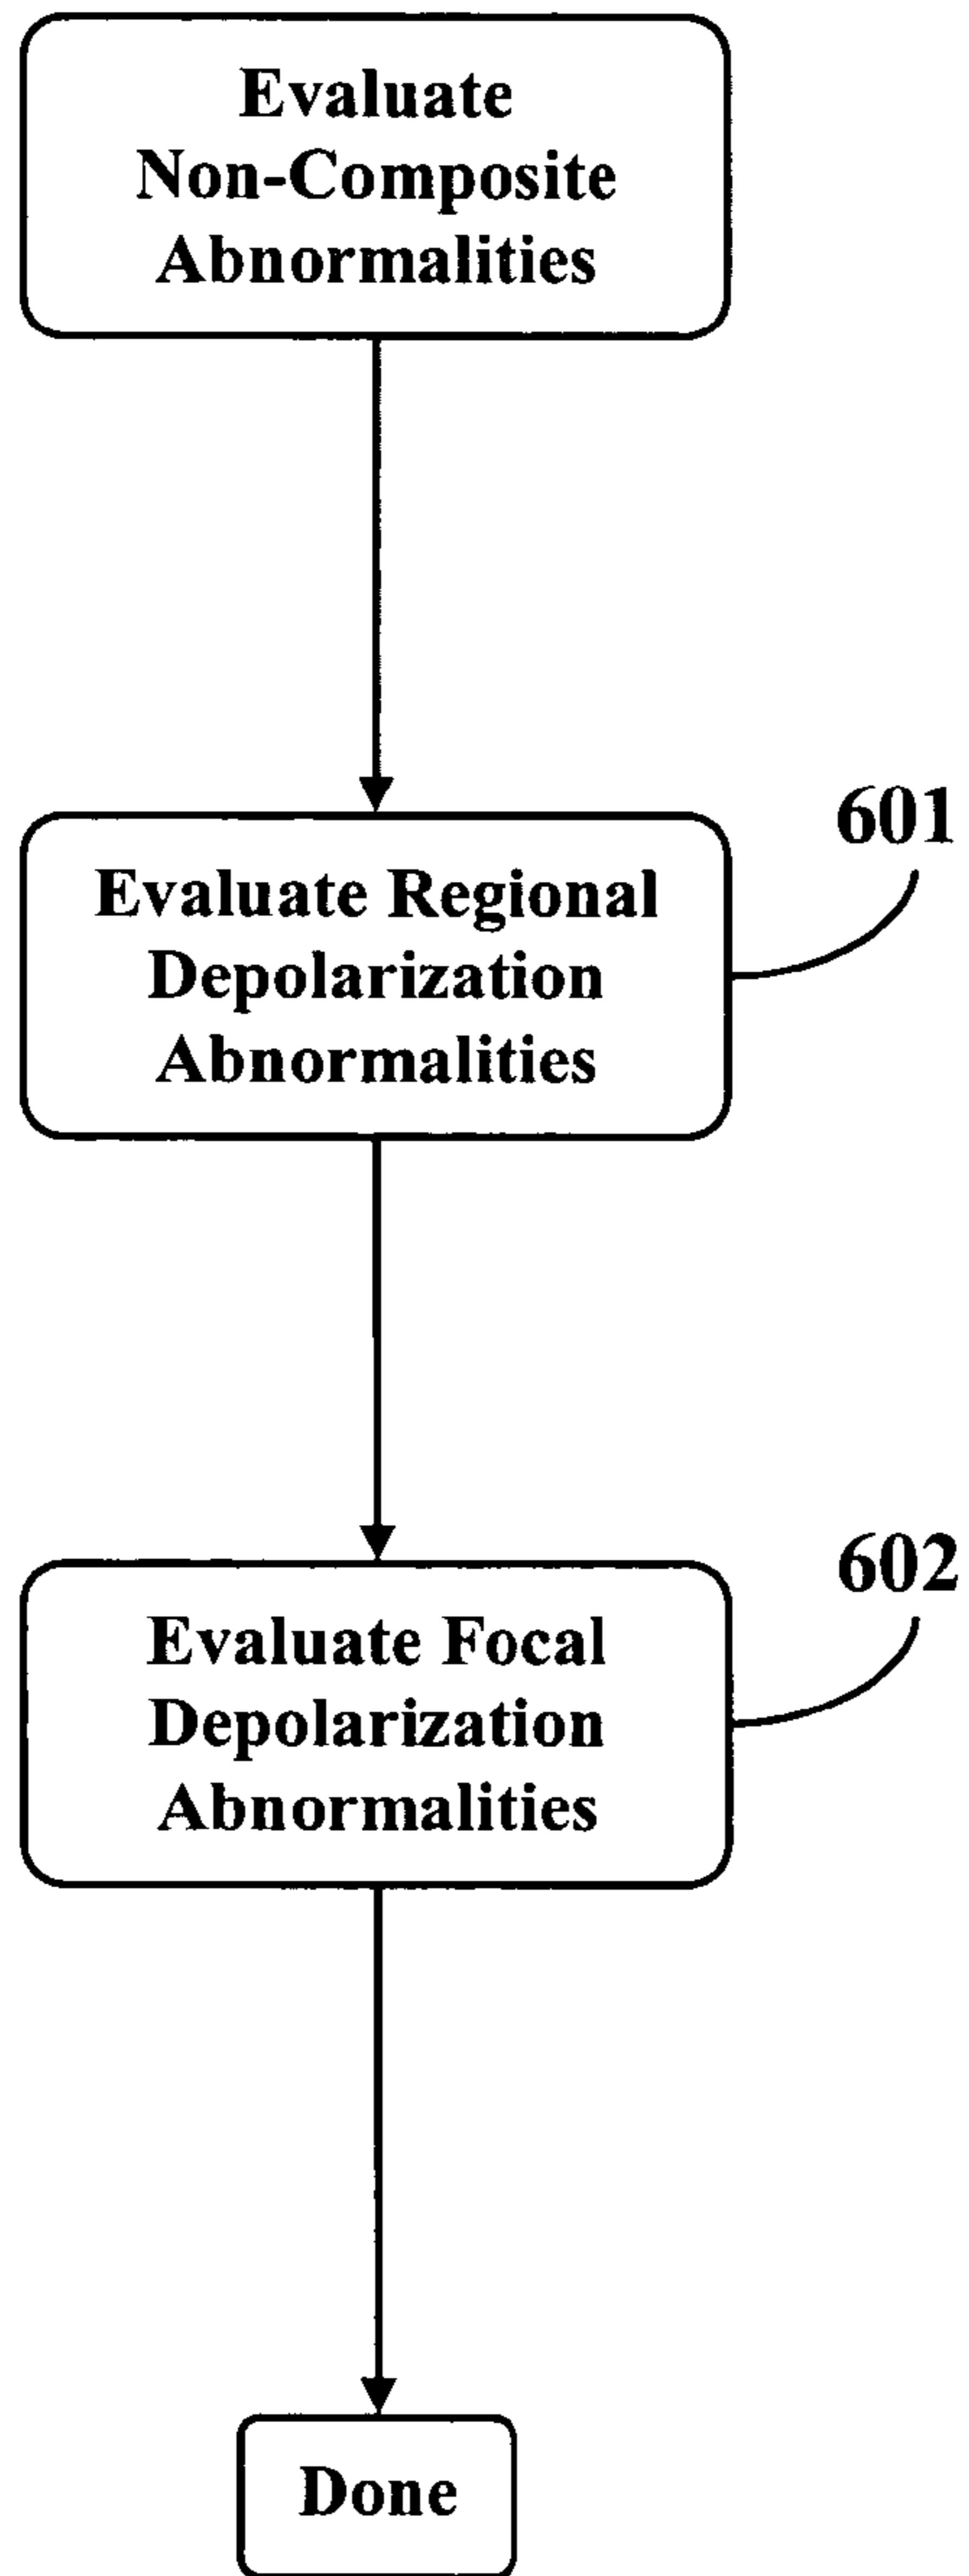 Evaluate
Non-Composite
Abnormalities
601
Evaluate Regional
Depolarization
Abnormalities
602
Evaluate Focal
Depolarization
Abnormalities
Done